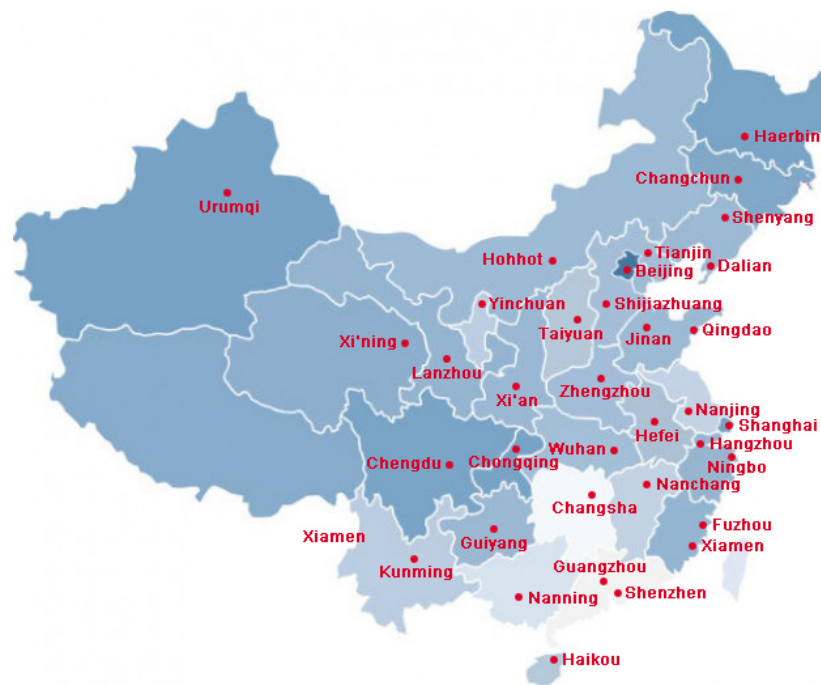 Haerbin
Changchun
Urumqi
Shenyang
Tianjin
Hohhot
Dalian
Beijing
Yinchuan
Shijiazhuang
Qingdao
Taiyuan
Jinan
Xi'ning
Lanzhou
Zhengzhou
Xi'an
Nanjing
Shanghai
Hefei
Hangzhou
Wuhan
Chengdu
Chongqing
Ningbo
Nanchang
Changsha
Fuzhou
Xiamen
Guiyang
Xiamen
Guangzhou
Kunming
Shenzhen
Nanning
Haikou